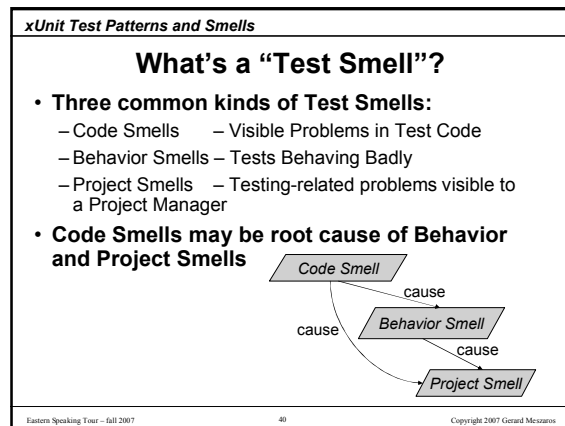 xUnit Test Patterns and Smells
What's a “Test Smell”?
• Three common kinds of Test Smells:
– Code Smells – Visible Problems in Test Code
– Behavior Smells – Tests Behaving Badly
– Project Smells – Testing-related problems visible to
a Project Manager
• Code Smells may be root cause of Behavior
and Project Smells
Code Smell
cause
Behavior Smell
cause
cause
Project Smell
Eastern Speaking Tour – fall 2007 40 Copyright 2007 Gerard Meszaros